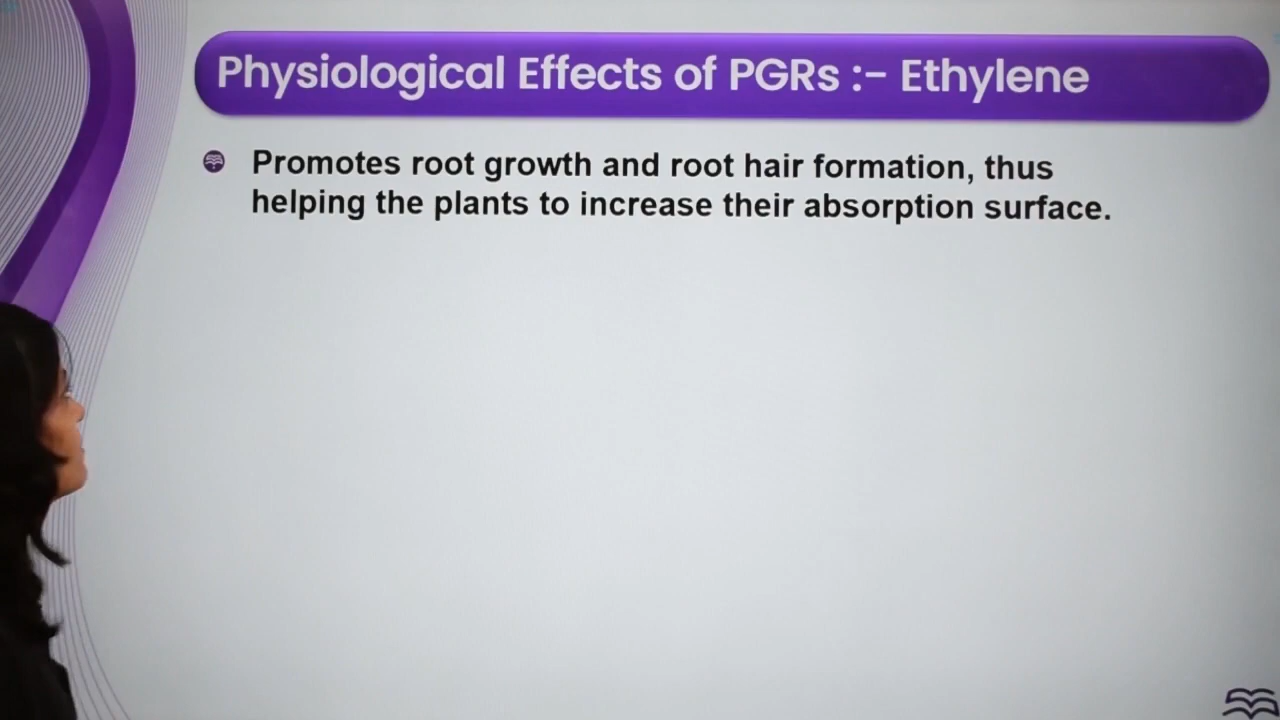 Physiological Effects of PGRs :- Ethylene
Promotes root growth and root hair formation, thus
helping the plants to increase their absorption surface.